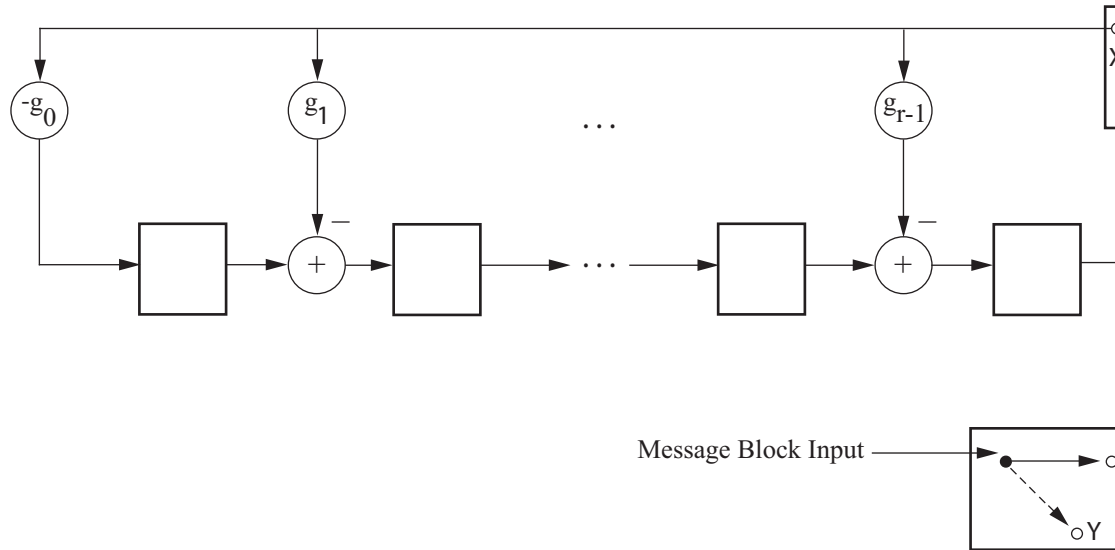 X
-g0
g1
gr-1
...
–
–
+
...
+
Message Block Input
Y